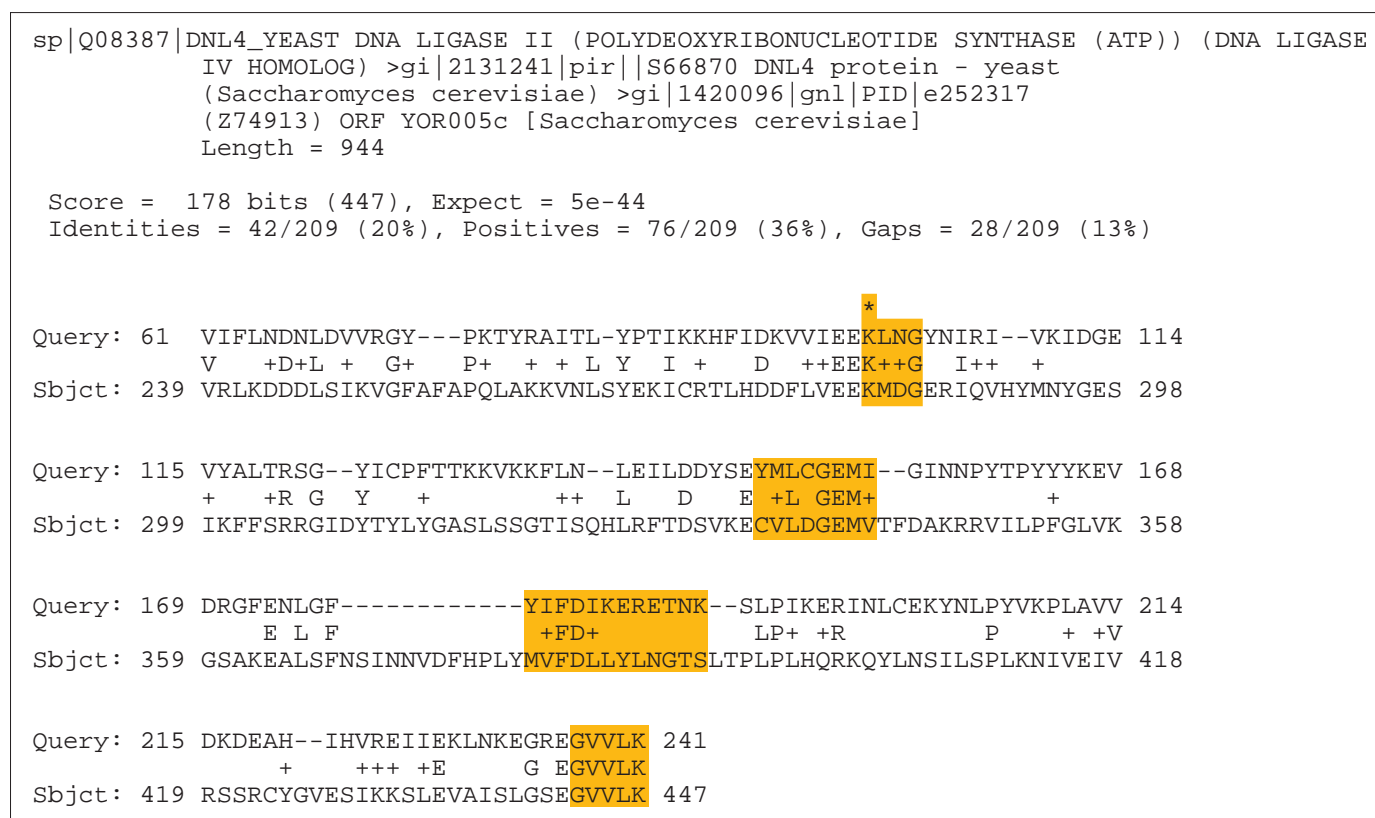 sp|Q08387|DNL4_YEAST DNA LIGASE II (POLYDEOXYRIBONUCLEOTIDE SYNTHASE (ATP)) (DNA LIGASE
           IV HOMOLOG) >gi|2131241|pir||S66870 DNL4 protein - yeast
           (Saccharomyces cerevisiae) >gi|1420096|gnl|PID|e252317
           (Z74913) ORF YOR005c [Saccharomyces cerevisiae]
           Length = 944
 Score =  178 bits (447), Expect = 5e-44
 Identities = 42/209 (20%), Positives = 76/209 (36%), Gaps = 28/209 (13%)
                                                      *
Query: 61  VIFLNDNLDVVRGY---PKTYRAITL-YPTIKKHFIDKVVIEEKLNGYNIRI--VKIDGE 114
           V   +D+L +  G+   P+ + + L Y  I +   D  ++EEK++G  I++  +
Sbjct: 239 VRLKDDDLSIKVGFAFAPQLAKKVNLSYEKICRTLHDDFLVEEKMDGERIQVHYMNYGES 298
Query: 115 VYALTRSG--YICPFTTKKVKKFLN--LEILDDYSEYMLCGEMI--GINNPYTPYYYKEV 168
           +   +R G  Y   +        ++  L   D  E +L GEM+           +
Sbjct: 299 IKFFSRRGIDYTYLYGASLSSGTISQHLRFTDSVKECVLDGEMVTFDAKRRVILPFGLVK 358
Query: 169 DRGFENLGF------------YIFDIKERETNK--SLPIKERINLCEKYNLPYVKPLAVV 214
               E L F             +FD+          LP+ +R         P   + +V
Sbjct: 359 GSAKEALSFNSINNVDFHPLYMVFDLLYLNGTSLTPLPLHQRKQYLNSILSPLKNIVEIV 418
Query: 215 DKDEAH--IHVREIIEKLNKEGREGVVLK 241
                +    +++ +E     G EGVVLK
Sbjct: 419 RSSRCYGVESIKKSLEVAISLGSEGVVLK 447